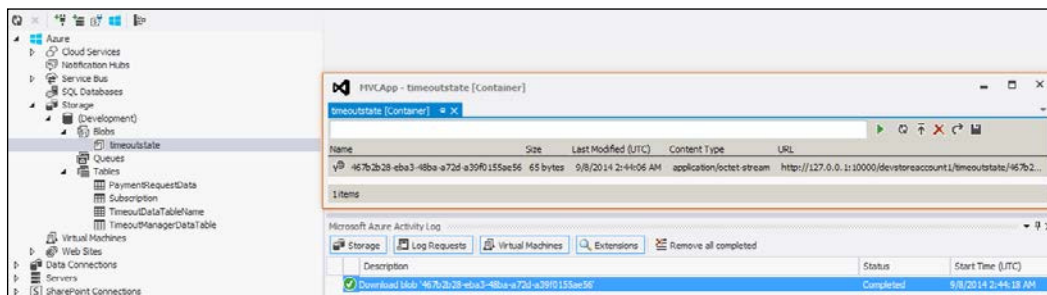 Azure
Cloud Services
Notification Hubs
Service Bus
SQL Databases
Storage
(Development)
Blobs
timeoutstate
Queues
Tables
PaymentRequestData
Subscription
TimeoutDataTableName
TimeoutManagerDataTable
Virtual Machines
Web Sites
Data Connections
Servers
SharePoint Connections
MVCApp - timeoutstate [Container]
timeoutstate [Container]
Name Size Last Modified (UTC) Content Type URL
467b2b28-eba3-48ba-a72d-a39f0155ae56 65 bytes 9/8/2014 2:44:06 AM application/octet-stream http://127.0.0.1:10000/devstoreaccount1/timeoutstate/467b2...
1 items
Microsoft Azure Activity Log
Storage Log Requests Virtual Machines Extensions Remove all completed
Description Status Start Time (UTC)
Download blob '467b2b28-eba3-48ba-a72d-a39f0155ae56' Completed 9/8/2014 2:44:18 AM